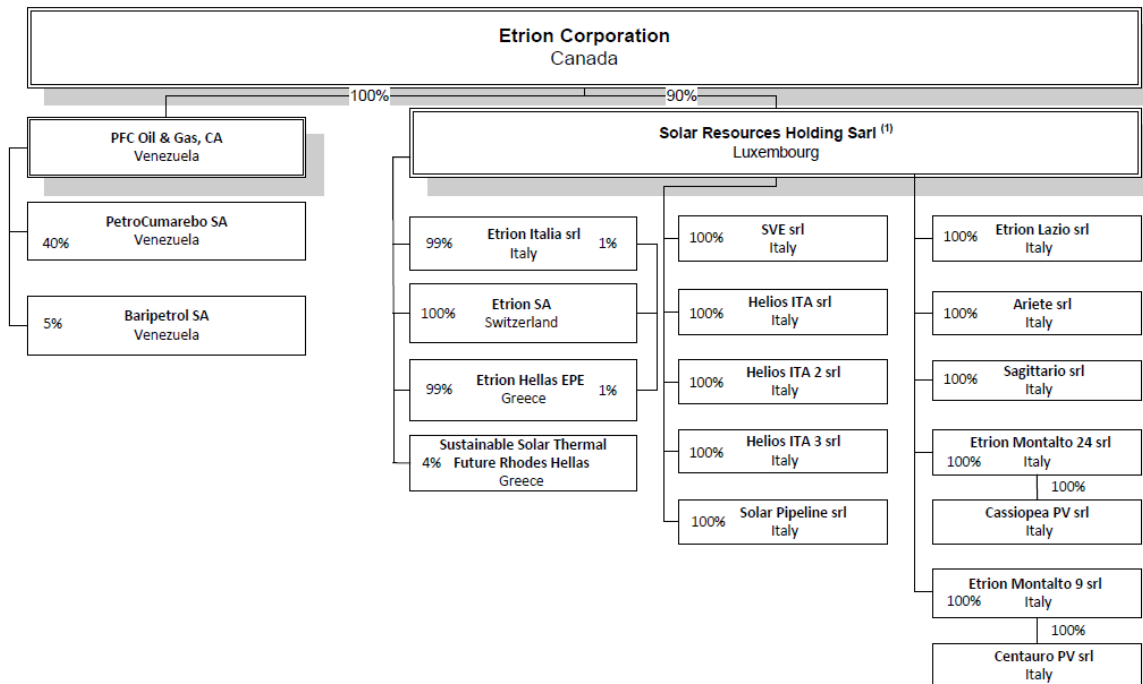 Etrion Corporation
Canada
100%
90%
PFC Oil & Gas, CA
Venezuela
Solar Resources Holding Sarl (1)
Luxembourg
PetroCumarebo SA
40%
Venezuela
Baripetrol SA
5%
Venezuela
99%
Etrion Italia srl
1%
Italy
Etrion SA
100%
Switzerland
Etrion Hellas EPE
99%
1%
Greece
Sustainable Solar Thermal
4%
Future Rhodes Hellas
Greece
SVE srl
100%
Italy
Helios ITA srl
100%
Italy
Helios ITA 2 srl
100%
Italy
Helios ITA 3 srl
100%
Italy
Solar Pipeline srl
100%
Italy
Etrion Lazio srl
100%
Italy
Ariete srl
100%
Italy
Sagittario srl
100%
Italy
Etrion Montalto 24 srl
100%
Italy
100%
Cassiopea PV srl
Italy
Etrion Montalto 9 srl
100%
Italy
100%
Centauro PV srl
Italy